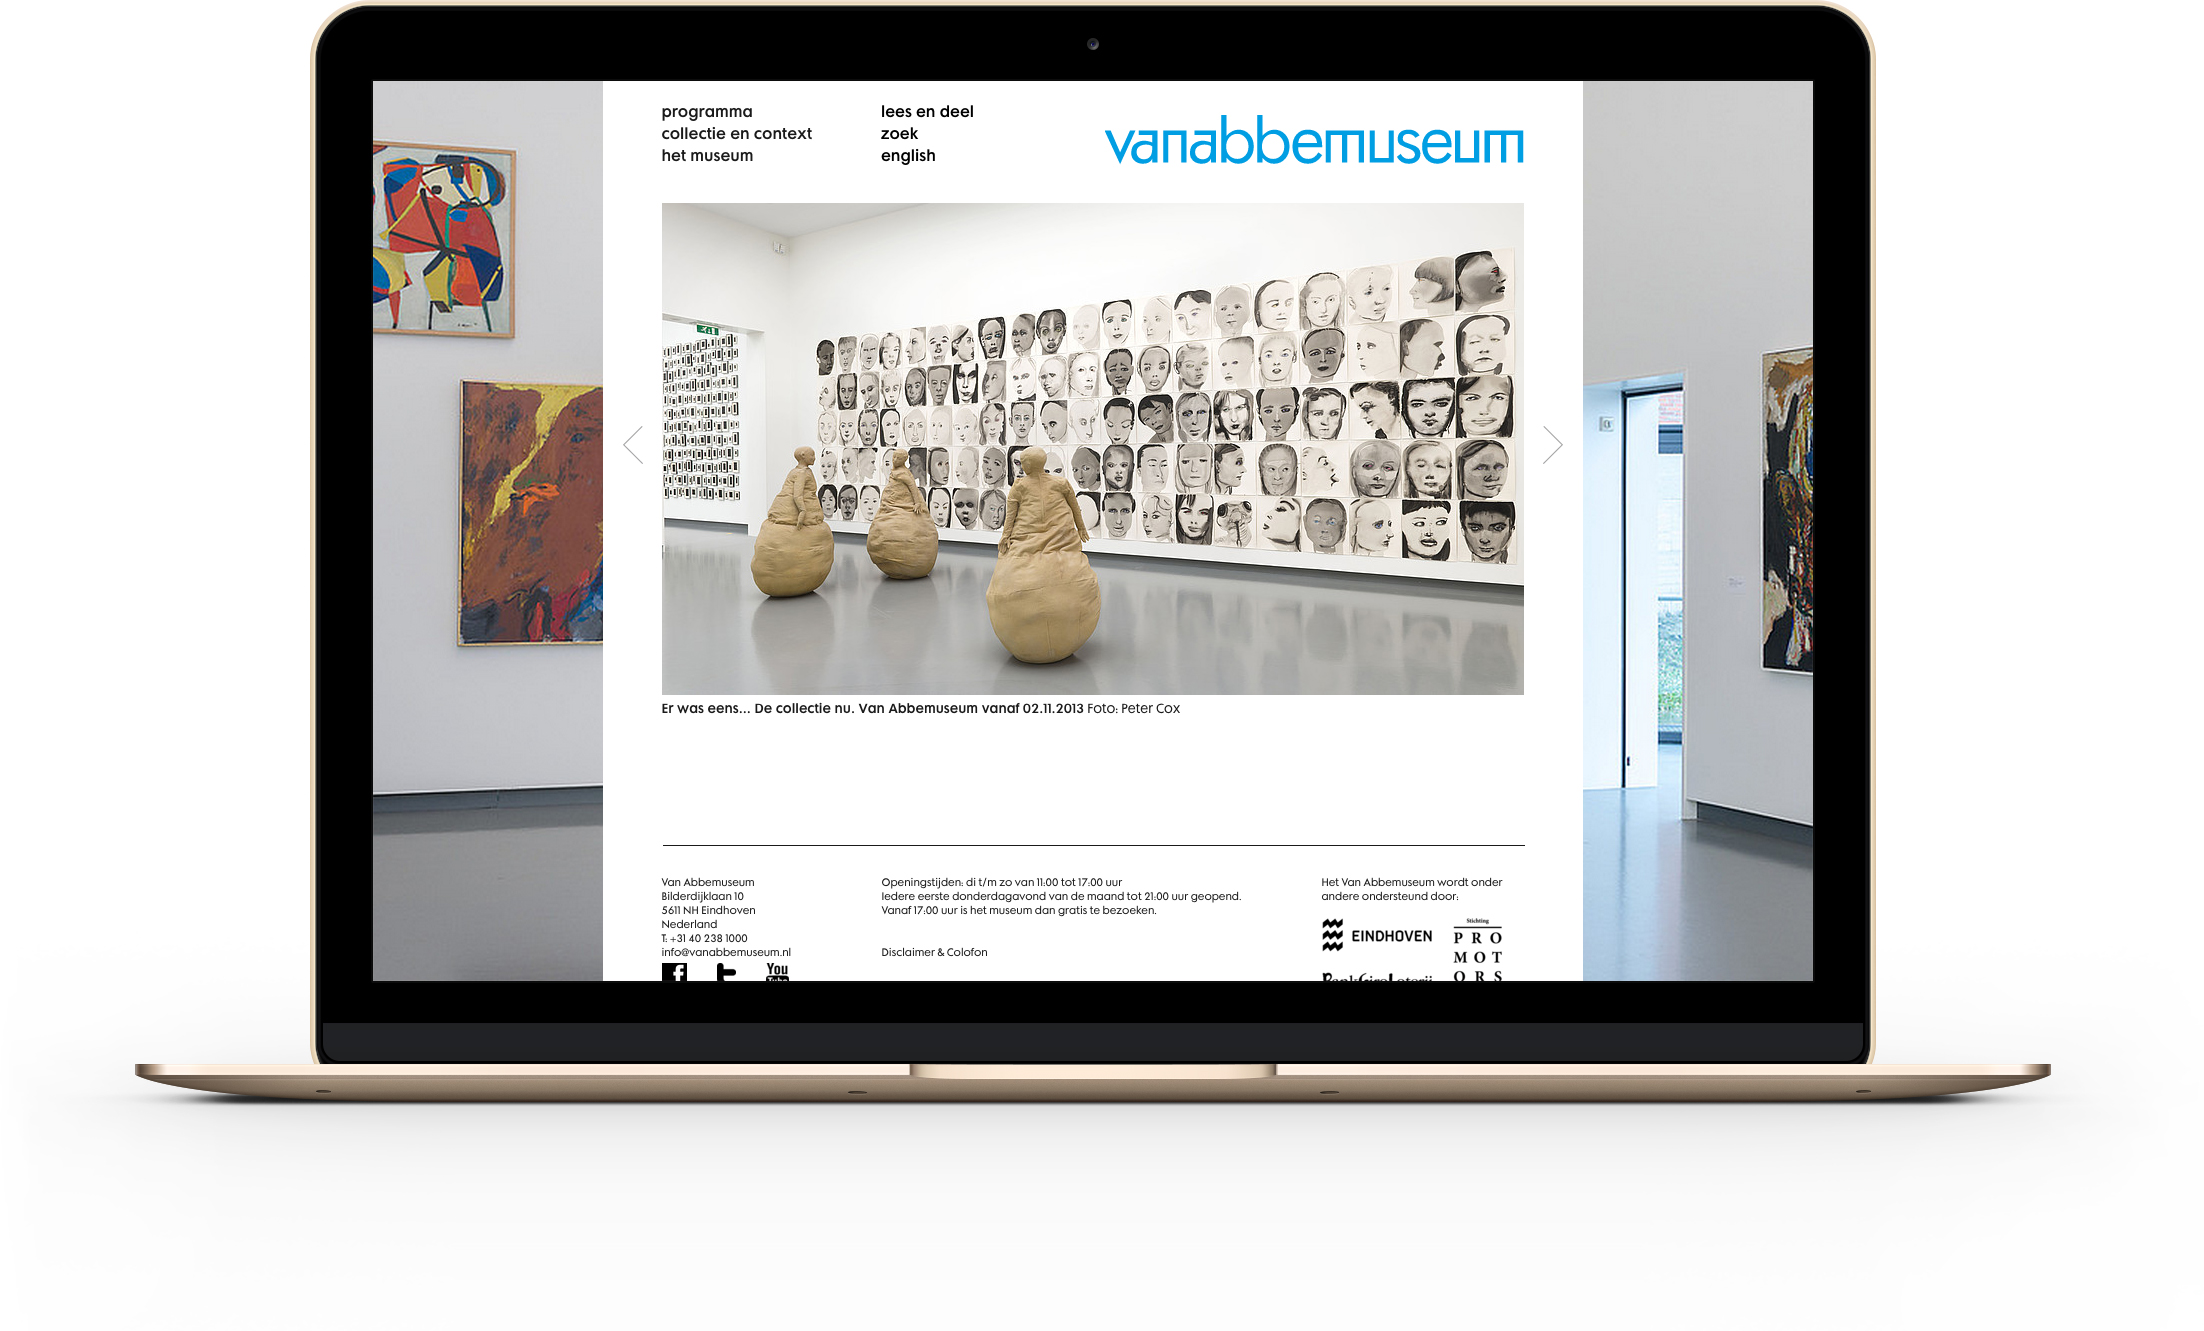 programma
collectie en context
het museum
lees en deel
zoek
english
vanabbemuseum
Er was eens... De collectie nu. Van Abbemuseum vanaf 02.11.2013 Foto: Peter Cox
Van Abbemuseum
Bilderdijklaan 10
5611 NH Eindhoven
Nederland
T: +31 40 238 1000
info@vanabbemuseum.nl
You
Openingstijden: di t/m zo van 11:00 tot 17:00 uur
Iedere eerste donderdagavond van de maand tot 21:00 uur geopend.
Vanaf 17:00 uur is het museum dan gratis te bezoeken.
Disclaimer & Colofon
Het Van Abbemuseum wordt onder
andere ondersteund door:
EINDHOVEN
Stichting
PRO
MOT
ORS
BankGiroLoterij